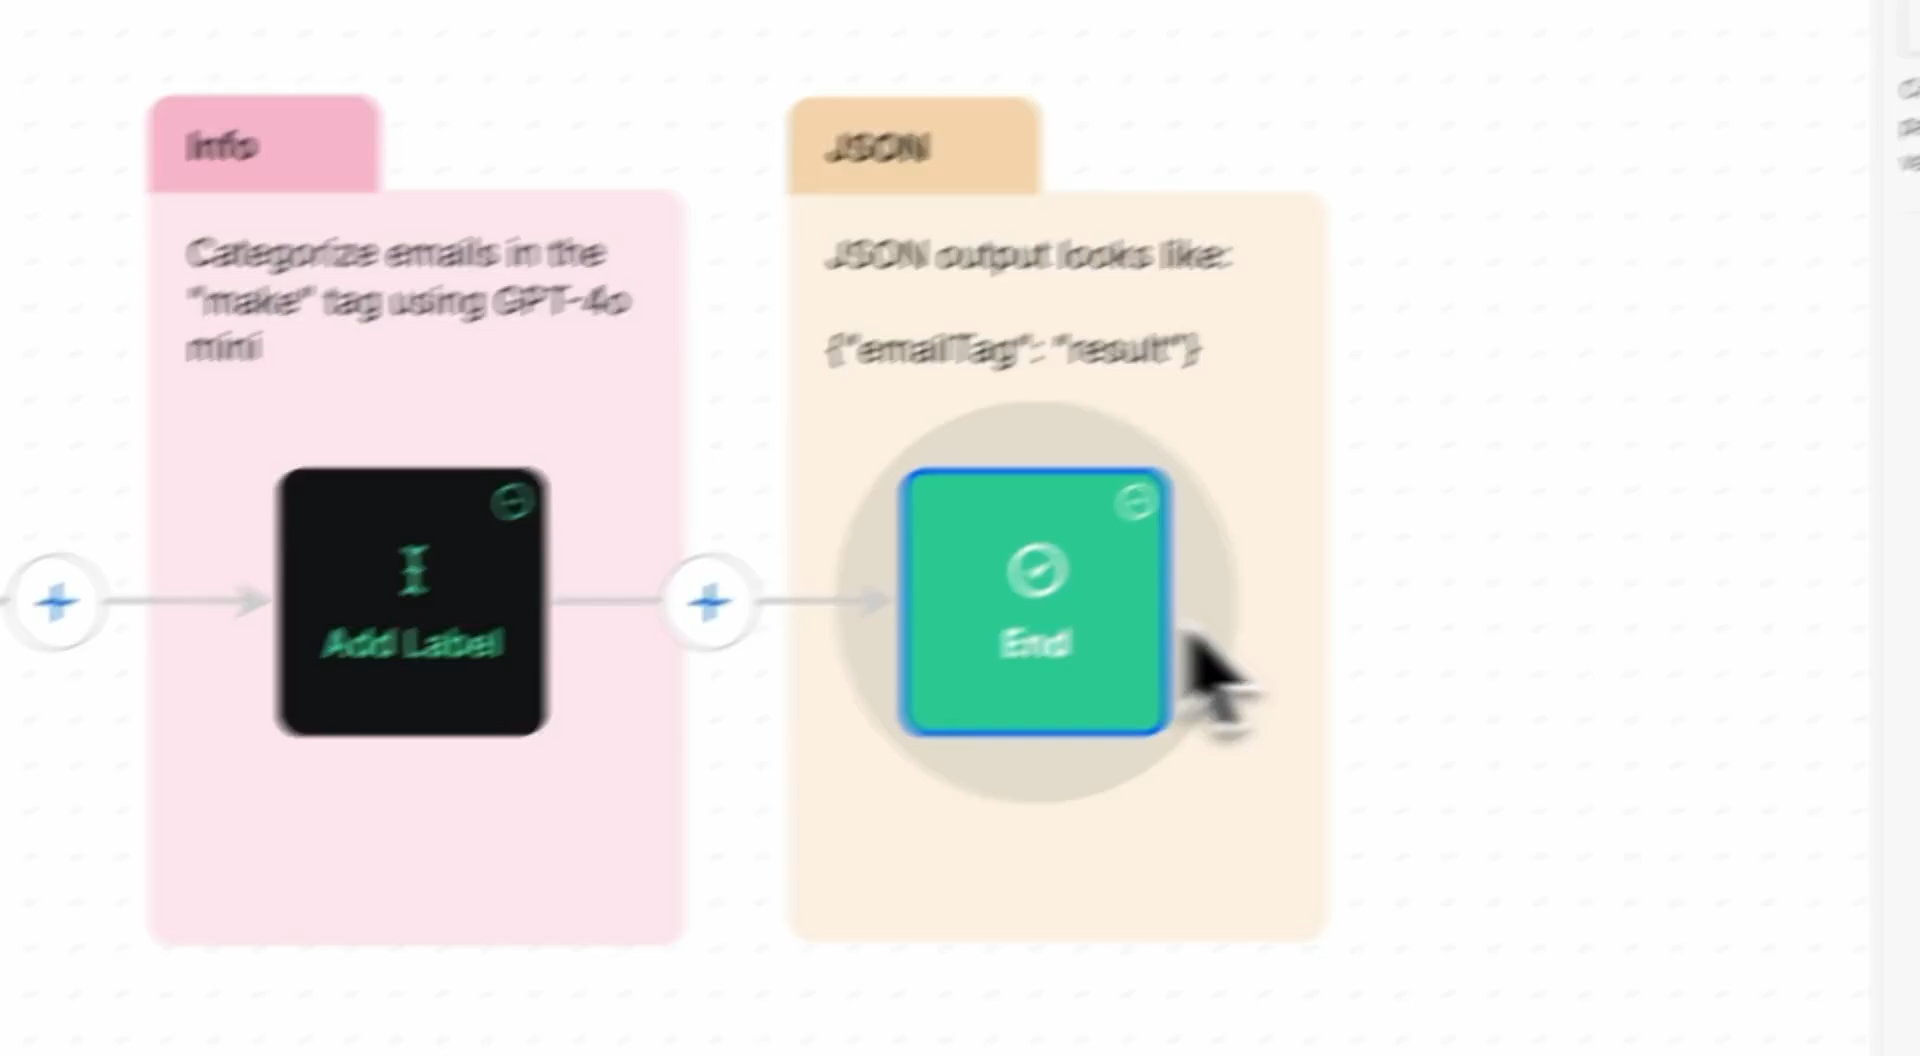 Info
Categorize emails in the
"make" tag using GPT-4o
mini
Add Label
JSON
JSON output looks like:
{"emailTag": "result"}
End